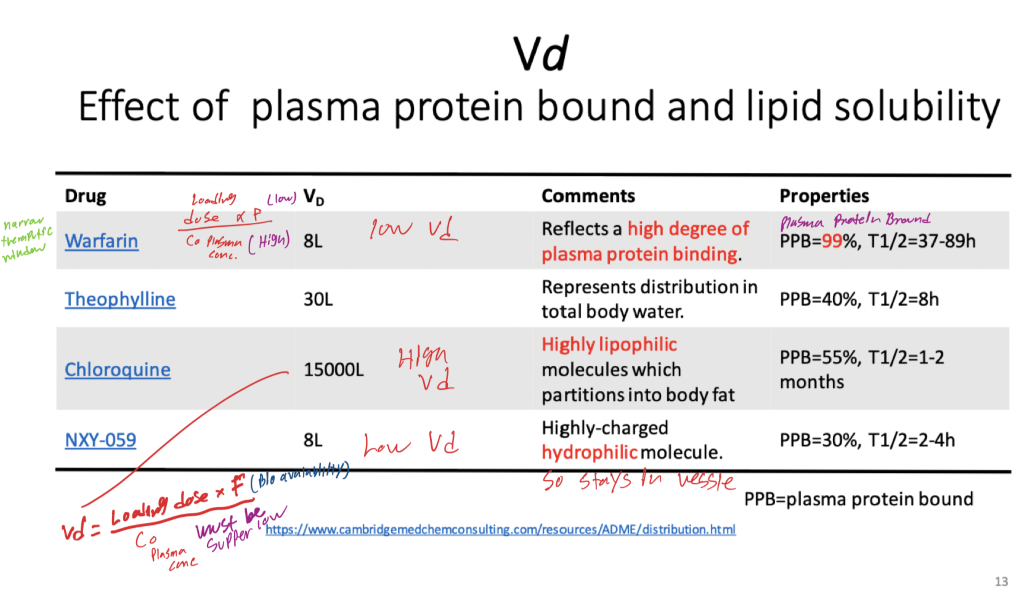 Vd
Effect of plasma protein bound and lipid solubility
Drug
Loading
(low)
dose x F
Co Plasma (High)
conc.
VD
Comments
Properties
narrow
theraputic
window
Warfarin
8L
low Vd
Reflects a high degree of
plasma protein binding.
Plasma Protein Bround
PPB=99%, T1/2=37-89h
Theophylline
30L
Represents distribution in
total body water.
PPB=40%, T1/2=8h
Chloroquine
15000L
High
Vd
Highly lipophilic
molecules which
partitions into body fat
PPB=55%, T1/2=1-2
months
NXY-059
8L
Low Vd
Highly-charged
hydrophilic molecule.
PPB=30%, T1/2=2-4h
So stays in vessle
PPB=plasma protein bound
Vd = Loading dose x F (Bio availability)
Co
Plasma
conc
must be
supper low
https://www.cambridgemedchemconsulting.com/resources/ADME/distribution.html
13